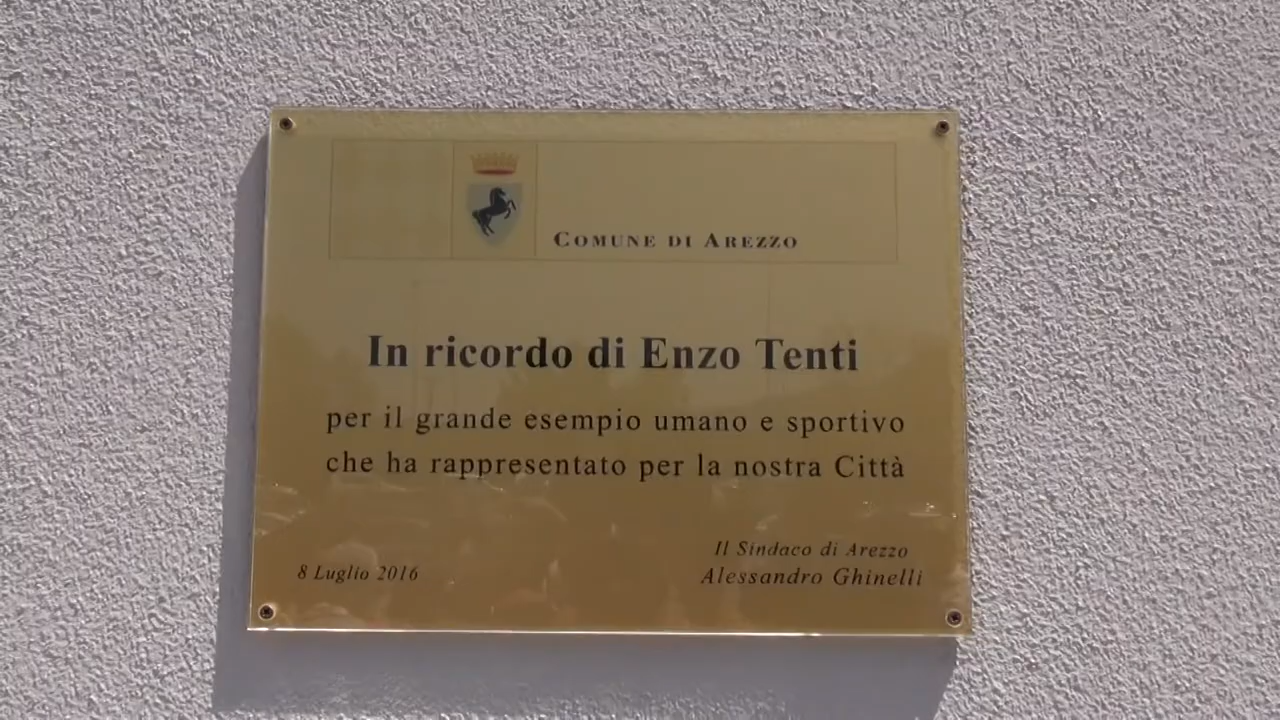 COMUNE DI AREZZO
In ricordo di Enzo Tenti
per il grande esempio umano e sportivo
che ha rappresentato per la nostra Città
8 Luglio 2016
Il Sindaco di Arezzo
Alessandro Ghinelli